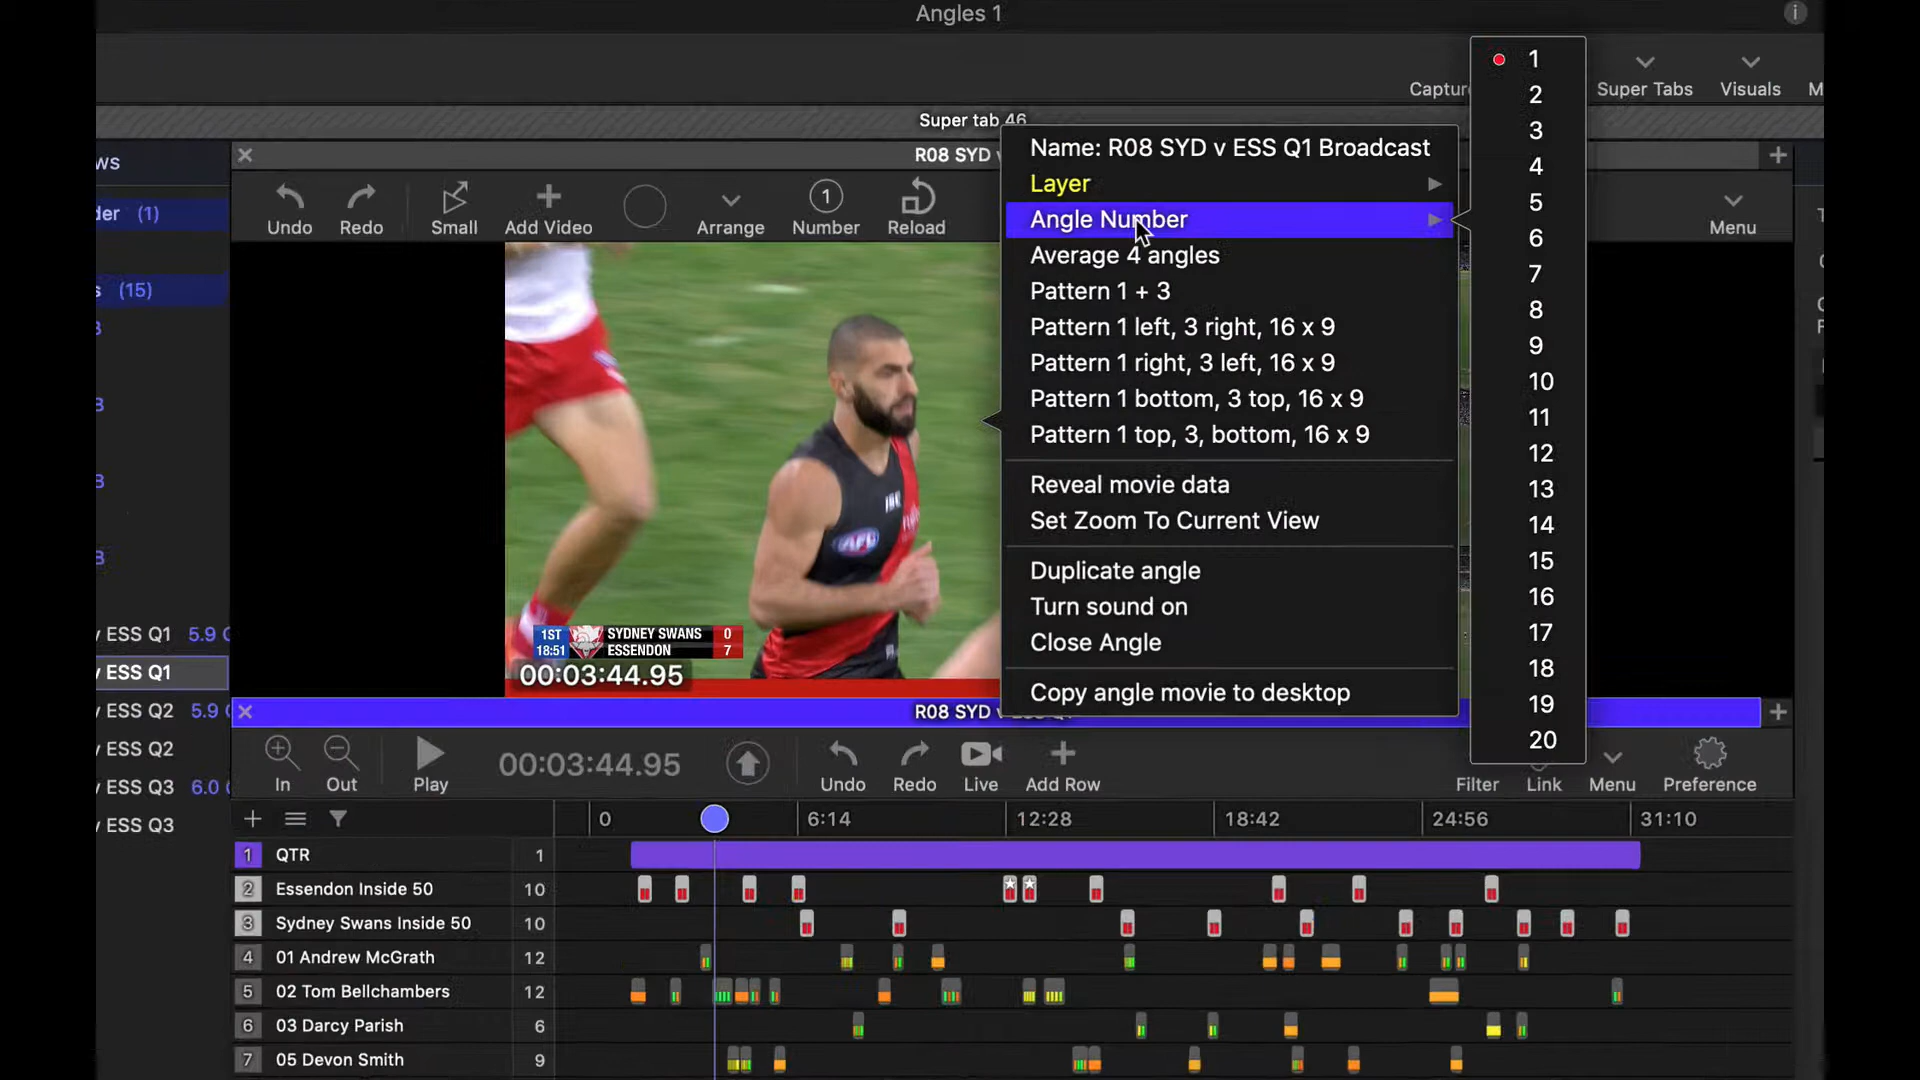 Angles 1
Capture
Super Tabs
Visuals
M
Super tab 46
ws
R08 SYD v
der (1)
s (15)
B
B
B
B
Undo
Redo
Small
Add Video
Arrange
1
Number
Reload
Menu
Name: R08 SYD v ESS Q1 Broadcast
Layer
Angle Number
Average 4 angles
Pattern 1 + 3
Pattern 1 left, 3 right, 16 x 9
Pattern 1 right, 3 left, 16 x 9
Pattern 1 bottom, 3 top, 16 x 9
Pattern 1 top, 3, bottom, 16 x 9
Reveal movie data
Set Zoom To Current View
Duplicate angle
Turn sound on
Close Angle
Copy angle movie to desktop
1
2
3
4
5
6
7
8
9
10
11
12
13
14
15
16
17
18
19
20
AFL
1ST SYDNEY SWANS 0
18:51 ESSENDON 7
00:03:44.95
v ESS Q1 5.9
v ESS Q1
v ESS Q2 5.9
v ESS Q2
v ESS Q3 6.0
v ESS Q3
R08 SYD v ESS Q1
In
Out
Play
00:03:44.95
Undo
Redo
Live
Add Row
Filter
Link
Menu
Preference
0 6:14 12:28 18:42 24:56 31:10
1 QTR 1
2 Essendon Inside 50 10
3 Sydney Swans Inside 50 10
4 01 Andrew McGrath 12
5 02 Tom Bellchambers 12
6 03 Darcy Parish 6
7 05 Devon Smith 9